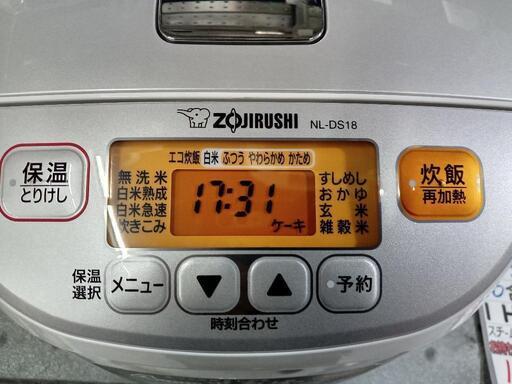 ZOJIRUSHI NL-DS18
エコ炊飯 白米 ふつう やわらかめ かため
保温
とりけし
無洗米
白米熟成
白米急速
炊きこみ
17:31
ケーキ
すしめし
おかゆ
玄米
雑穀米
炊飯
再加熱
保温
選択
メニュー
▼
▲
予約
時刻合わせ